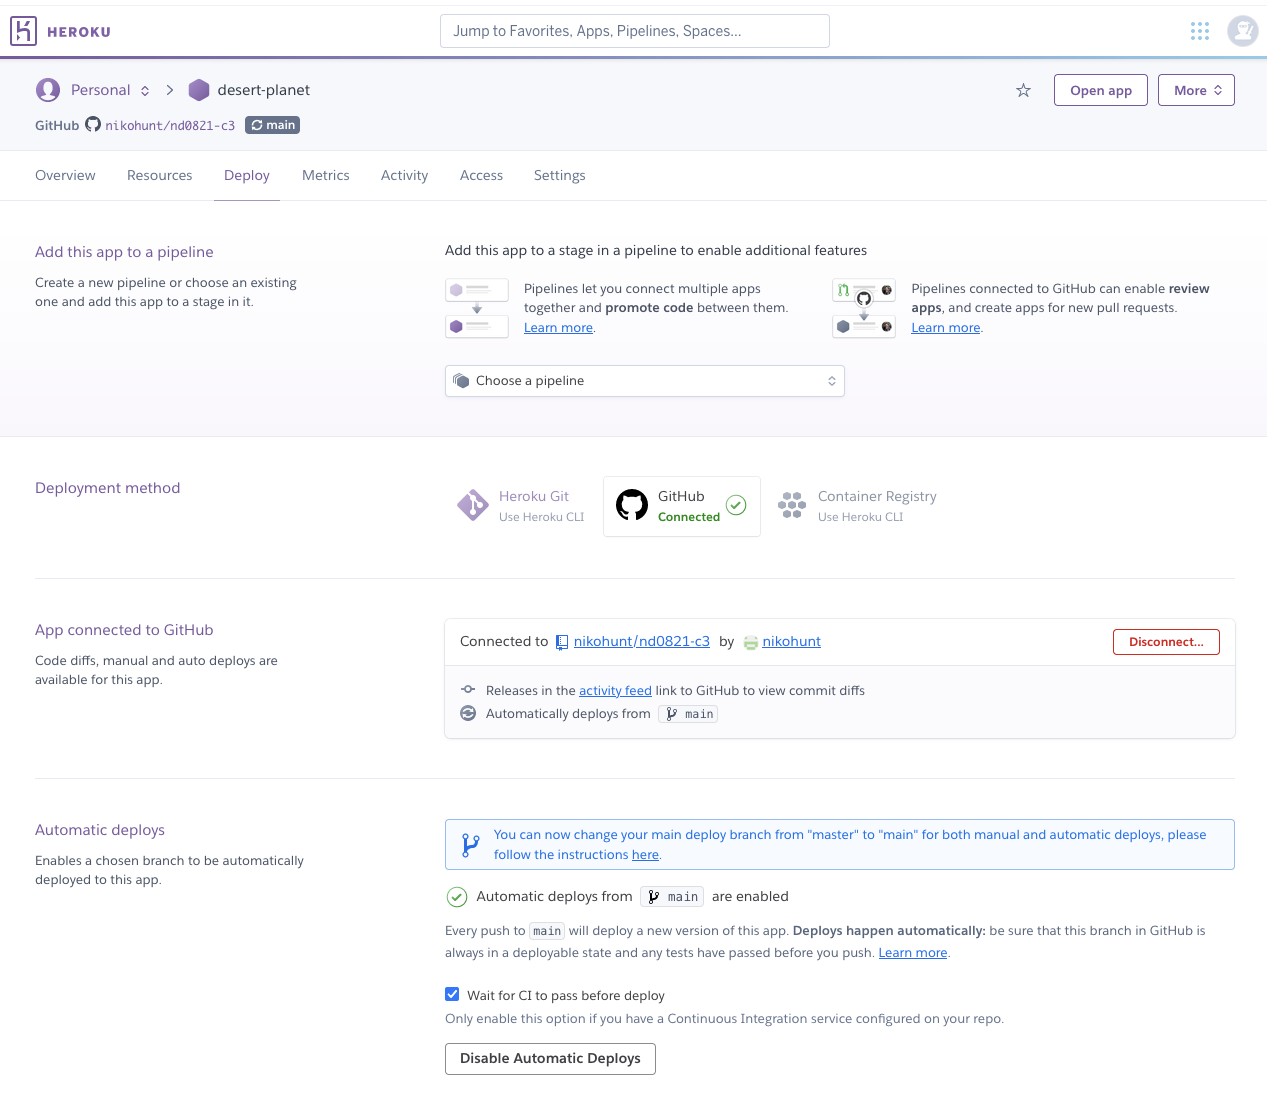 HEROKU
Jump to Favorites, Apps, Pipelines, Spaces...
Personal > desert-planet
Open app
More
GitHub nikohunt/nd0821-c3 main
Overview Resources Deploy Metrics Activity Access Settings
Add this app to a pipeline
Create a new pipeline or choose an existing
one and add this app to a stage in it.
Add this app to a stage in a pipeline to enable additional features
Pipelines let you connect multiple apps
together and promote code between them.
Learn more.
Pipelines connected to GitHub can enable review
apps, and create apps for new pull requests.
Learn more.
Choose a pipeline
Deployment method
Heroku Git
Use Heroku CLI
GitHub
Connected
Container Registry
Use Heroku CLI
App connected to GitHub
Code diffs, manual and auto deploys are
available for this app.
Connected to nikohunt/nd0821-c3 by nikohunt
Disconnect...
Releases in the activity feed link to GitHub to view commit diffs
Automatically deploys from main
Automatic deploys
Enables a chosen branch to be automatically
deployed to this app.
You can now change your main deploy branch from "master" to "main" for both manual and automatic deploys, please
follow the instructions here.
Automatic deploys from main are enabled
Every push to main will deploy a new version of this app. Deploys happen automatically: be sure that this branch in GitHub is
always in a deployable state and any tests have passed before you push. Learn more.
Wait for CI to pass before deploy
Only enable this option if you have a Continuous Integration service configured on your repo.
Disable Automatic Deploys